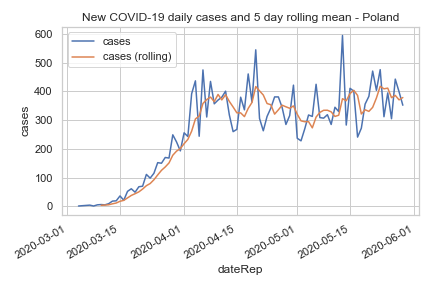 New COVID-19 daily cases and 5 day rolling mean - Poland
cases
cases (rolling)
600
500
400
300
200
100
0
cases
2020-03-01
2020-03-15
2020-04-01
2020-04-15
2020-05-01
2020-05-15
2020-06-01
dateRep